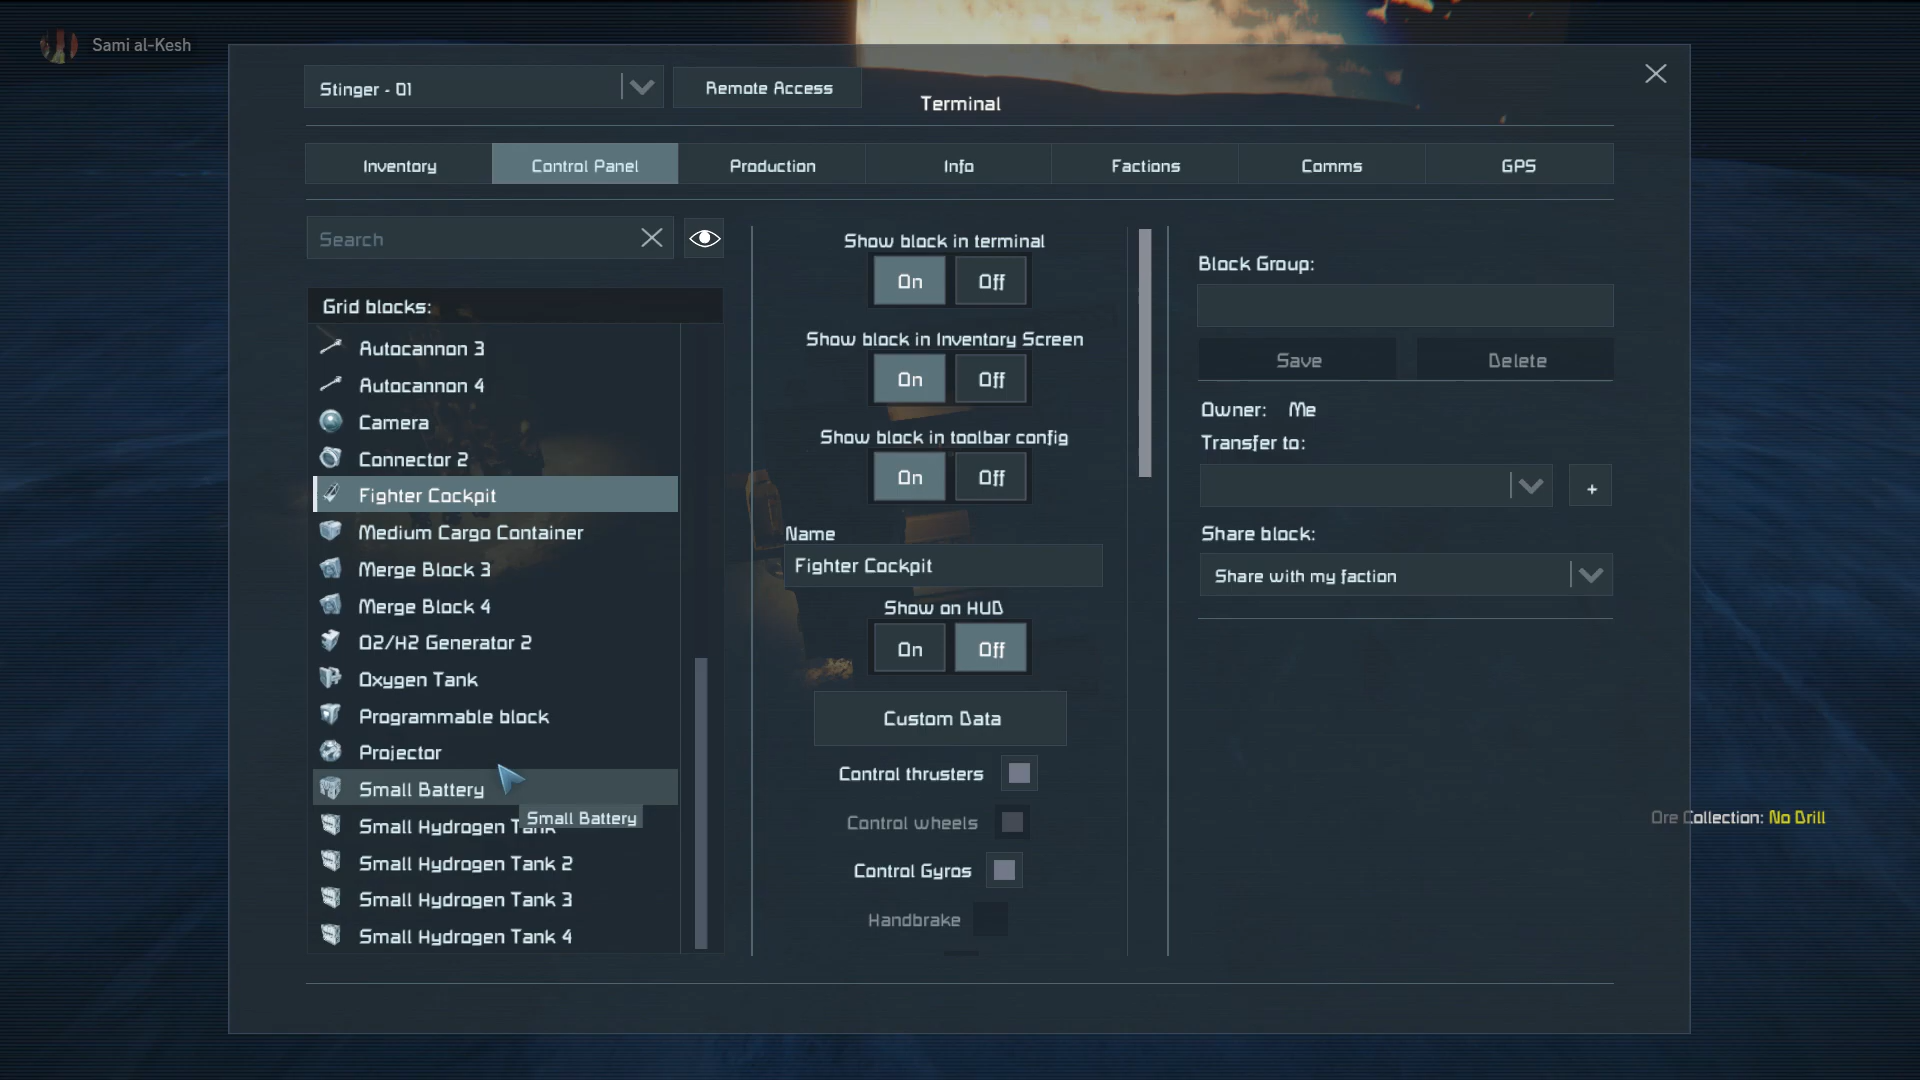 Sami al-Kesh
Stinger - 01
Remote Access
Terminal
Inventory
Control Panel
Production
Info
Factions
Comms
GPS
Search
Grid blocks:
Autocannon 3
Autocannon 4
Camera
Connector 2
Fighter Cockpit
Medium Cargo Container
Merge Block 3
Merge Block 4
O2/H2 Generator 2
Oxygen Tank
Programmable block
Projector
Small Battery
Small Battery
Small Hydrogen Tank
Small Hydrogen Tank 2
Small Hydrogen Tank 3
Small Hydrogen Tank 4
Show block in terminal
On Off
Show block in Inventory Screen
On Off
Show block in toolbar config
On Off
Name
Fighter Cockpit
Show on HUD
On Off
Custom Data
Control thrusters
Control wheels
Control Gyros
Handbrake
Block Group:
Save Delete
Owner: Me
Transfer to:
+
Share block:
Share with my faction
Ore Collection: No Drill